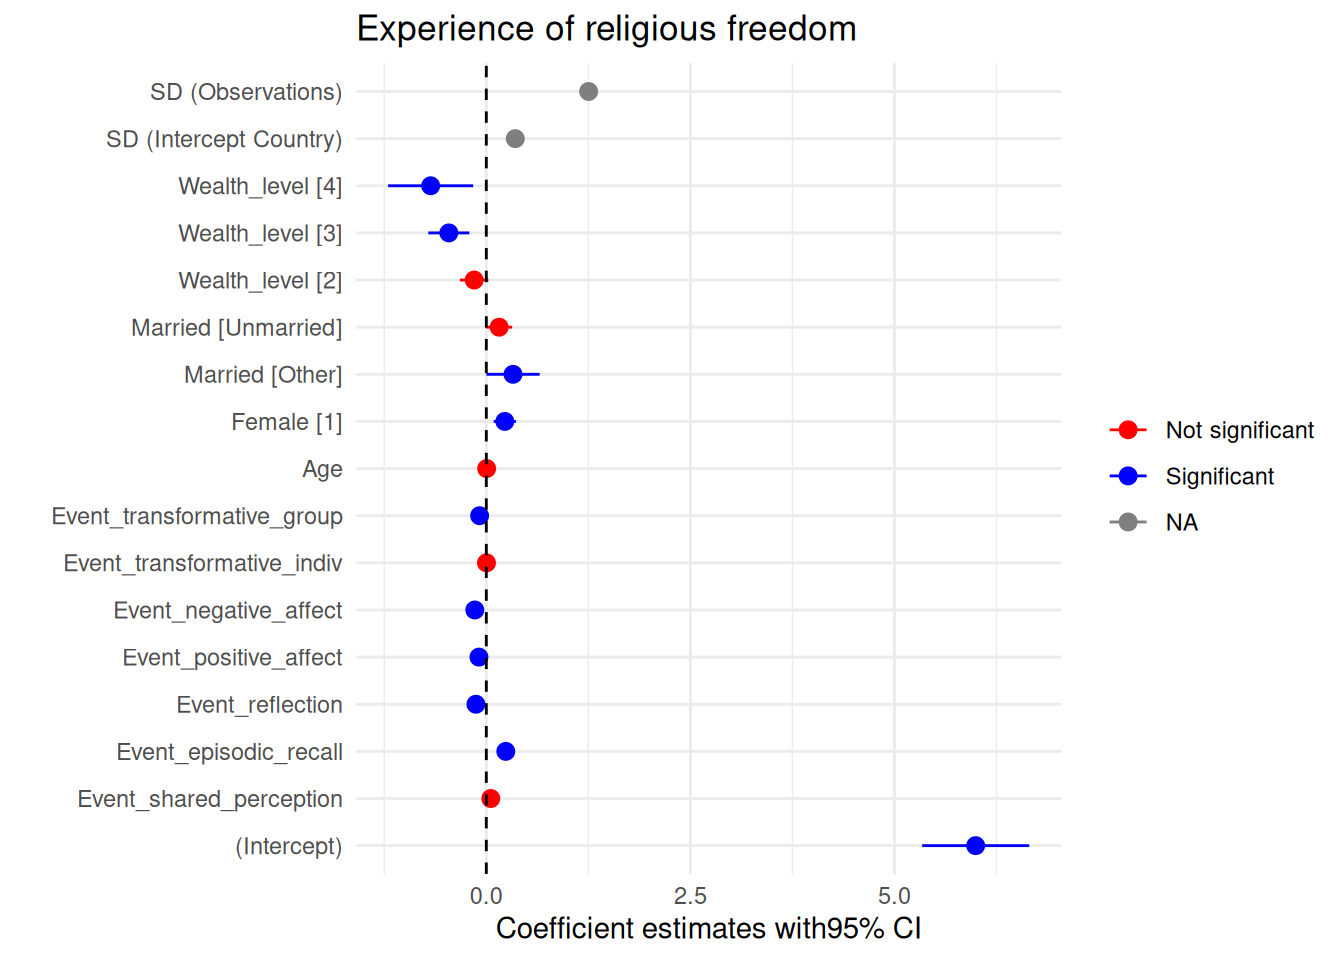 Experience of religious freedom
SD (Observations)
SD (Intercept Country)
Wealth_level [4]
Wealth_level [3]
Wealth_level [2]
Married [Unmarried]
Married [Other]
Female [1]
Age
Event_transformative_group
Event_transformative_indiv
Event_negative_affect
Event_positive_affect
Event_reflection
Event_episodic_recall
Event_shared_perception
(Intercept)
0.0 2.5 5.0
Coefficient estimates with95% CI
Not significant
Significant
NA